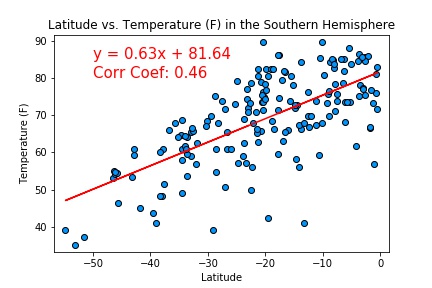 Latitude vs. Temperature (F) in the Southern Hemisphere
y = 0.63x + 81.64
Corr Coef: 0.46
Temperature (F)
90
80
70
60
50
40
−50
−40
−30
−20
−10
0
Latitude